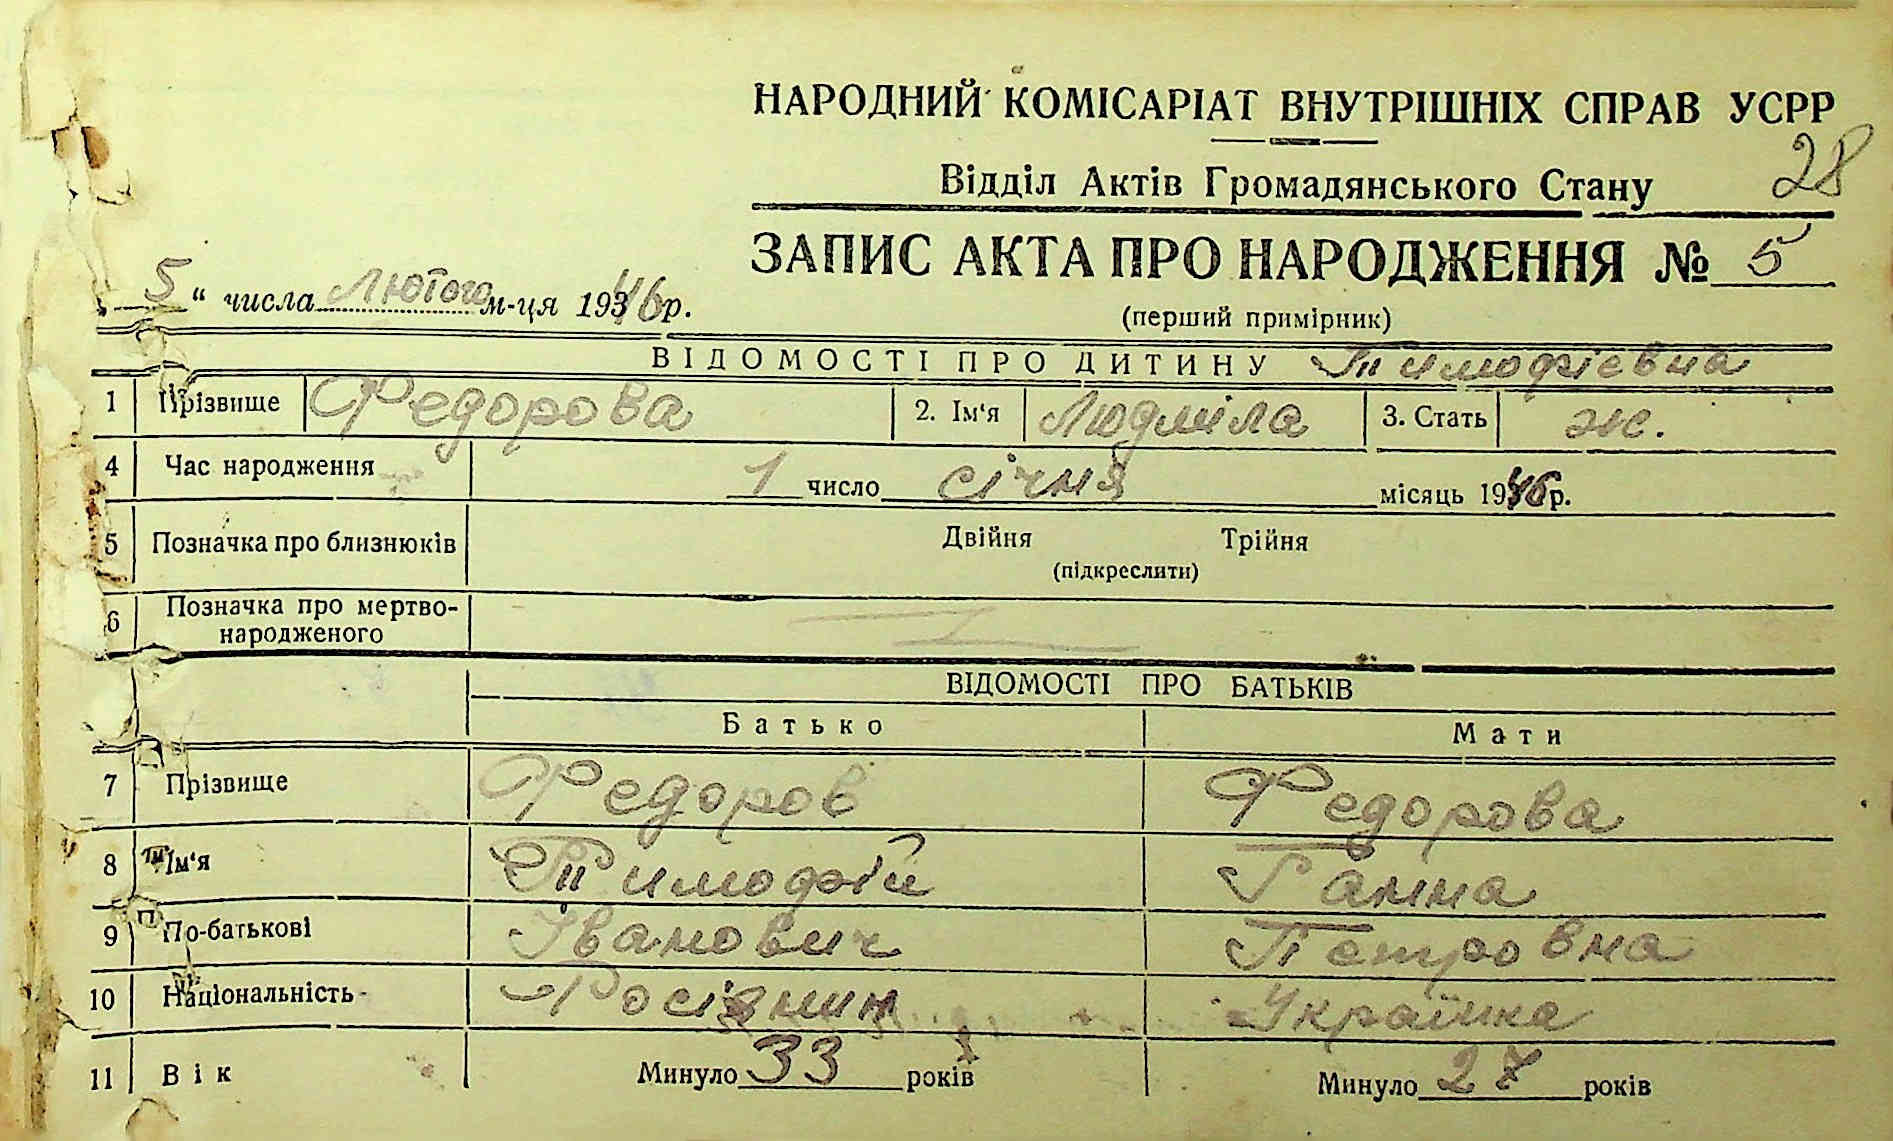 НАРОДНИЙ КОМІСАРІАТ ВНУТРІШНІХ СПРАВ УСРР
28
Відділ Актів Громадянського Стану
ЗАПИС АКТА ПРО НАРОДЖЕННЯ № 5
5 " числа Лютого м-ця 1946 р.
(перший примірник)
ВІДОМОСТІ ПРО ДИТИНУ Тимофієвна
1 Прізвище Федорова 2. Ім'я Людміла 3. Стать ж.
4 Час народження 1 число січня місяць 1946 р.
5 Позначка про близнюків Двійня Трійня
(підкреслити)
6 Позначка про мертво-
народженого
ВІДОМОСТІ ПРО БАТЬКІВ
Батько Мати
7 Прізвище Федоров Федорова
8 Ім'я Тимофій Ганна
9 По-батькові Іванович Петровна
10 Національність Росіянин Українка
11 Вік Минуло 33 років Минуло 27 років